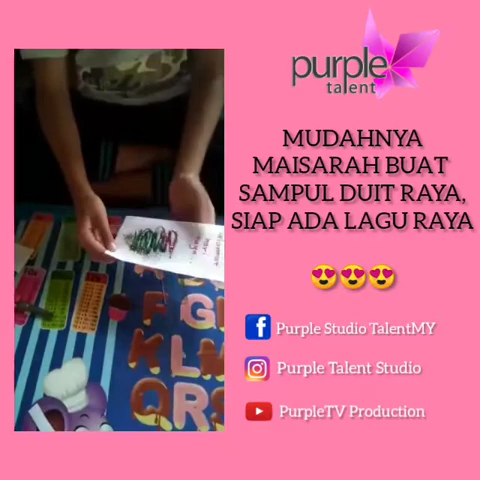 purple
talent
MUDAHNYA
MAISARAH BUAT
SAMPUL DUIT RAYA,
SIAP ADA LAGU RAYA
😍😍😍
Purple Studio TalentMY
Purple Talent Studio
PurpleTV Production
F G
K L
Q R S